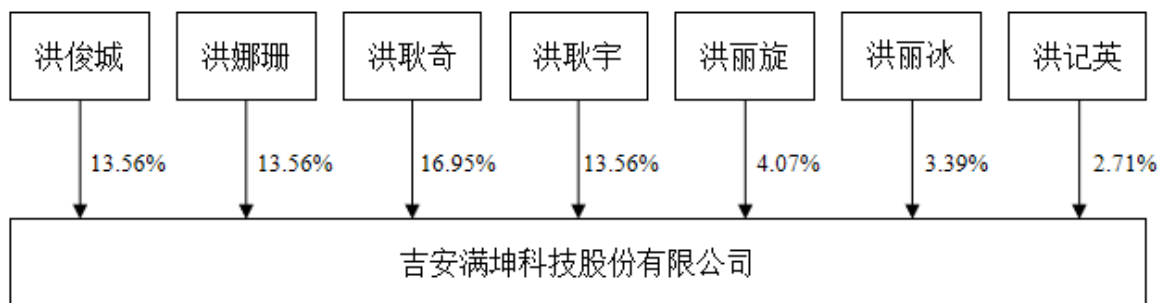 洪俊城 洪娜珊 洪耿奇 洪耿宇 洪丽旋 洪丽冰 洪记英
13.56% 13.56% 16.95% 13.56% 4.07% 3.39% 2.71%
吉安满坤科技股份有限公司